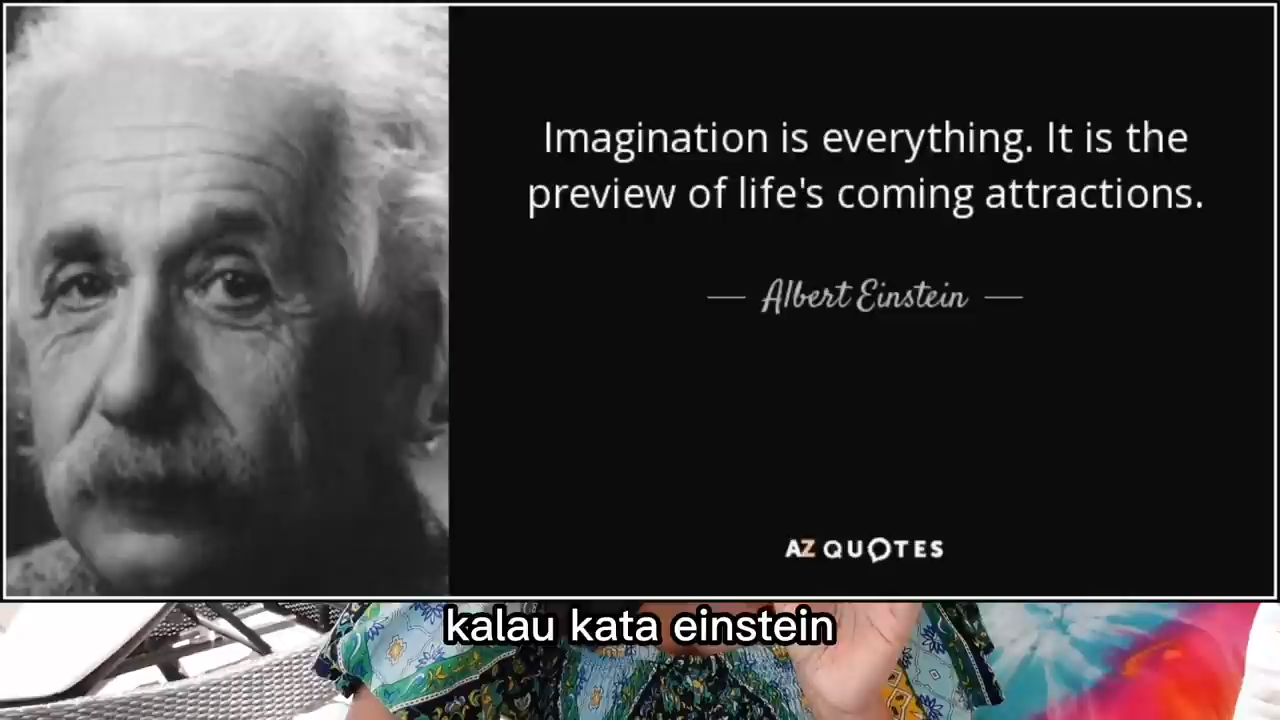 Imagination is everything. It is the
preview of life's coming attractions.
Albert Einstein
AZ QUOTES
kalau kata einstein